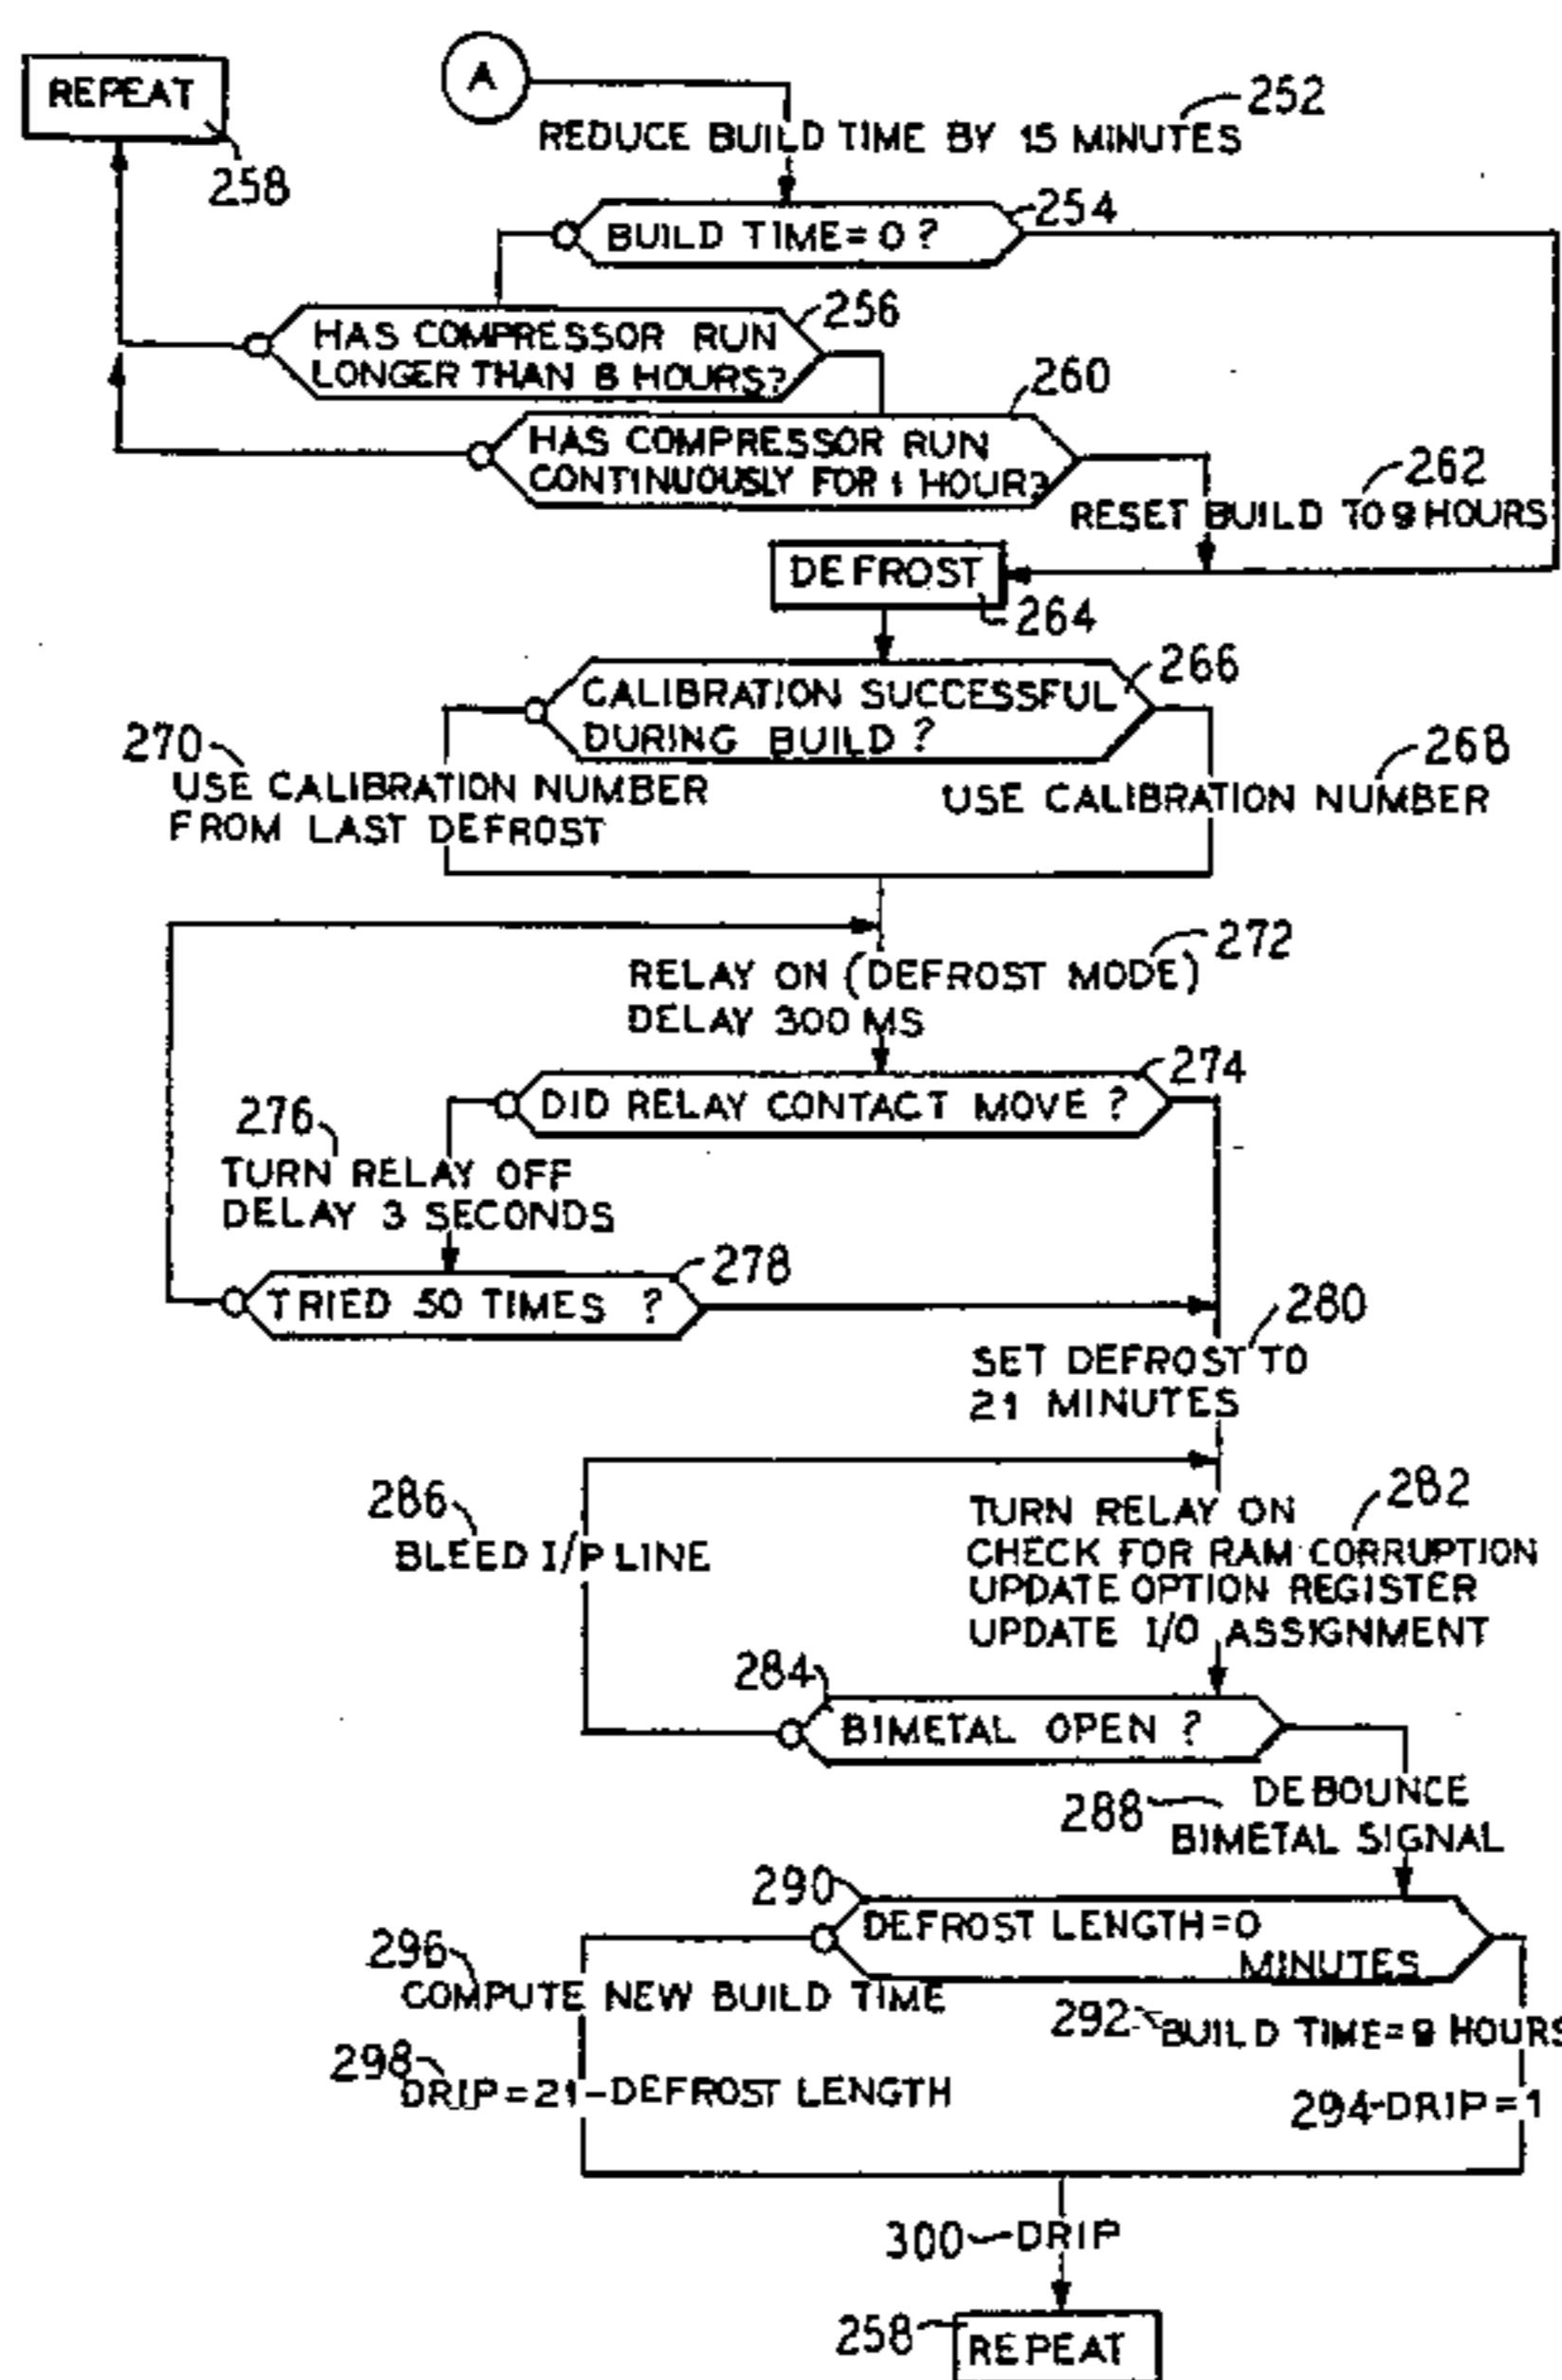 REPEAT
258
A
REDUCE BUILD TIME BY 15 MINUTES
252
BUILD TIME=0?
254
HAS COMPRESSOR RUN
LONGER THAN 8 HOURS?
256
HAS COMPRESSOR RUN
CONTINUOUSLY FOR 1 HOUR?
260
262
RESET BUILD TO 9 HOURS
DEFROST
264
CALIBRATION SUCCESSFUL
DURING BUILD?
266
270
USE CALIBRATION NUMBER
FROM LAST DEFROST
268
USE CALIBRATION NUMBER
272
RELAY ON (DEFROST MODE)
DELAY 300 MS
DID RELAY CONTACT MOVE?
274
276
TURN RELAY OFF
DELAY 3 SECONDS
TRIED 50 TIMES ?
278
280
SET DEFROST TO
21 MINUTES
286
BLEED I/P LINE
282
TURN RELAY ON
CHECK FOR RAM CORRUPTION
UPDATE OPTION REGISTER
UPDATE I/O ASSIGNMENT
284
BIMETAL OPEN ?
288
DEBOUNCE
BIMETAL SIGNAL
290
DEFROST LENGTH=0
MINUTES
296
COMPUTE NEW BUILD TIME
292
BUILD TIME=9 HOURS
298
DRIP=21-DEFROST LENGTH
294
DRIP=1
300
DRIP
258
REPEAT